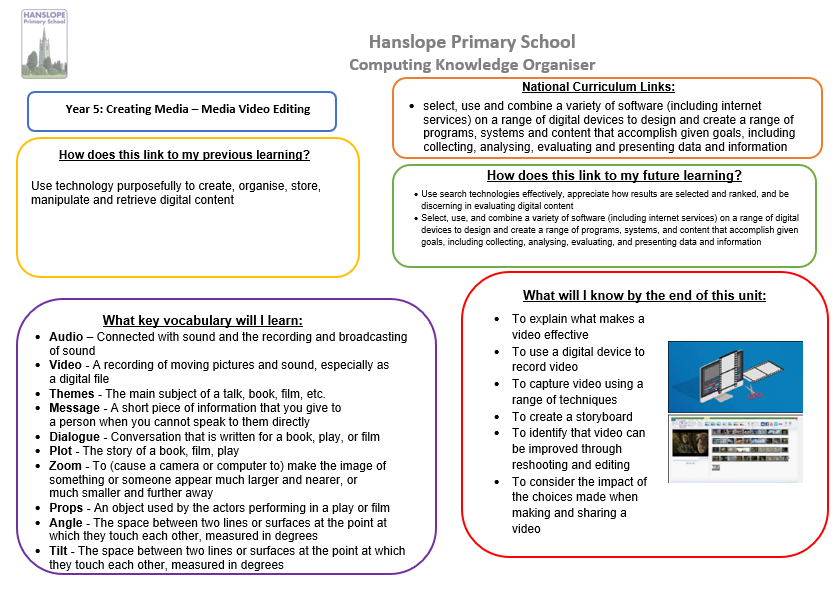 HANSLOPE
Primary School
Hanslope Primary School
Computing Knowledge Organiser
Year 5: Creating Media – Media Video Editing
National Curriculum Links:
• select, use and combine a variety of software (including internet
services) on a range of digital devices to design and create a range of
programs, systems and content that accomplish given goals, including
collecting, analysing, evaluating and presenting data and information
How does this link to my previous learning?
Use technology purposefully to create, organise, store,
manipulate and retrieve digital content
How does this link to my future learning?
• Use search technologies effectively, appreciate how results are selected and ranked, and be
discerning in evaluating digital content
• Select, use, and combine a variety of software (including internet services) on a range of digital
devices to design and create a range of programs, systems, and content that accomplish given
goals, including collecting, analysing, evaluating, and presenting data and information
What key vocabulary will I learn:
• Audio – Connected with sound and the recording and broadcasting
of sound
• Video - A recording of moving pictures and sound, especially as
a digital file
• Themes - The main subject of a talk, book, film, etc.
• Message - A short piece of information that you give to
a person when you cannot speak to them directly
• Dialogue - Conversation that is written for a book, play, or film
• Plot - The story of a book, film, play
• Zoom - To (cause a camera or computer to) make the image of
something or someone appear much larger and nearer, or
much smaller and further away
• Props - An object used by the actors performing in a play or film
• Angle - The space between two lines or surfaces at the point at
which they touch each other, measured in degrees
• Tilt - The space between two lines or surfaces at the point at which
they touch each other, measured in degrees
What will I know by the end of this unit:
• To explain what makes a
video effective
• To use a digital device to
record video
• To capture video using a
range of techniques
• To create a storyboard
• To identify that video can
be improved through
reshooting and editing
• To consider the impact of
the choices made when
making and sharing a
video